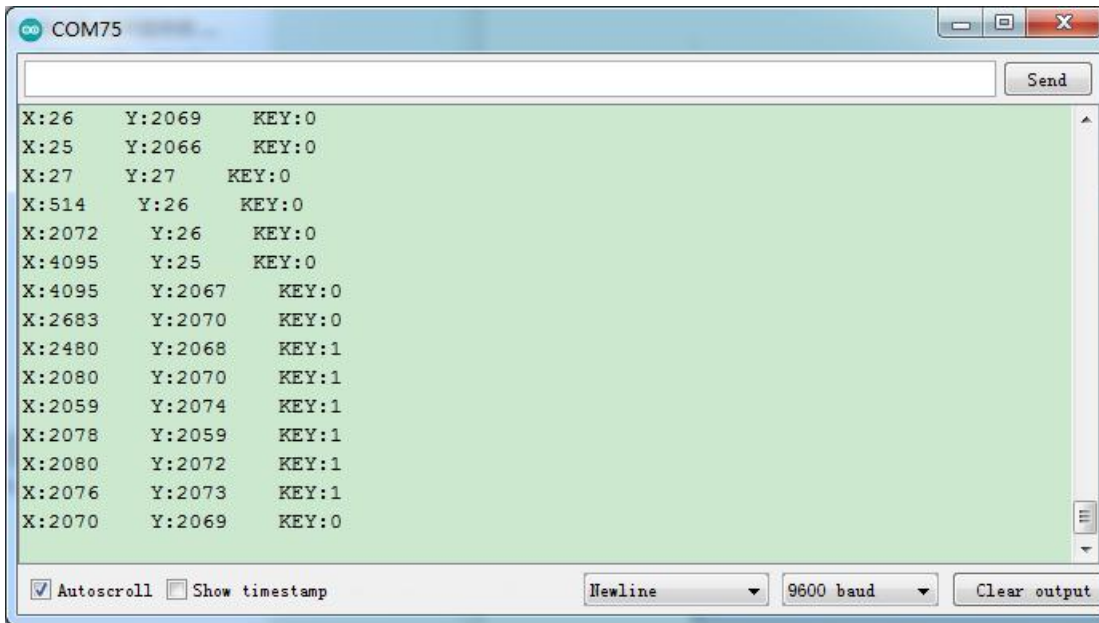 COM75
Send
X:26 Y:2069 KEY:0
X:25 Y:2066 KEY:0
X:27 Y:27 KEY:0
X:514 Y:26 KEY:0
X:2072 Y:26 KEY:0
X:4095 Y:25 KEY:0
X:4095 Y:2067 KEY:0
X:2683 Y:2070 KEY:0
X:2480 Y:2068 KEY:1
X:2080 Y:2070 KEY:1
X:2059 Y:2074 KEY:1
X:2078 Y:2059 KEY:1
X:2080 Y:2072 KEY:1
X:2076 Y:2073 KEY:1
X:2070 Y:2069 KEY:0
Autoscroll Show timestamp Newline 9600 baud Clear output